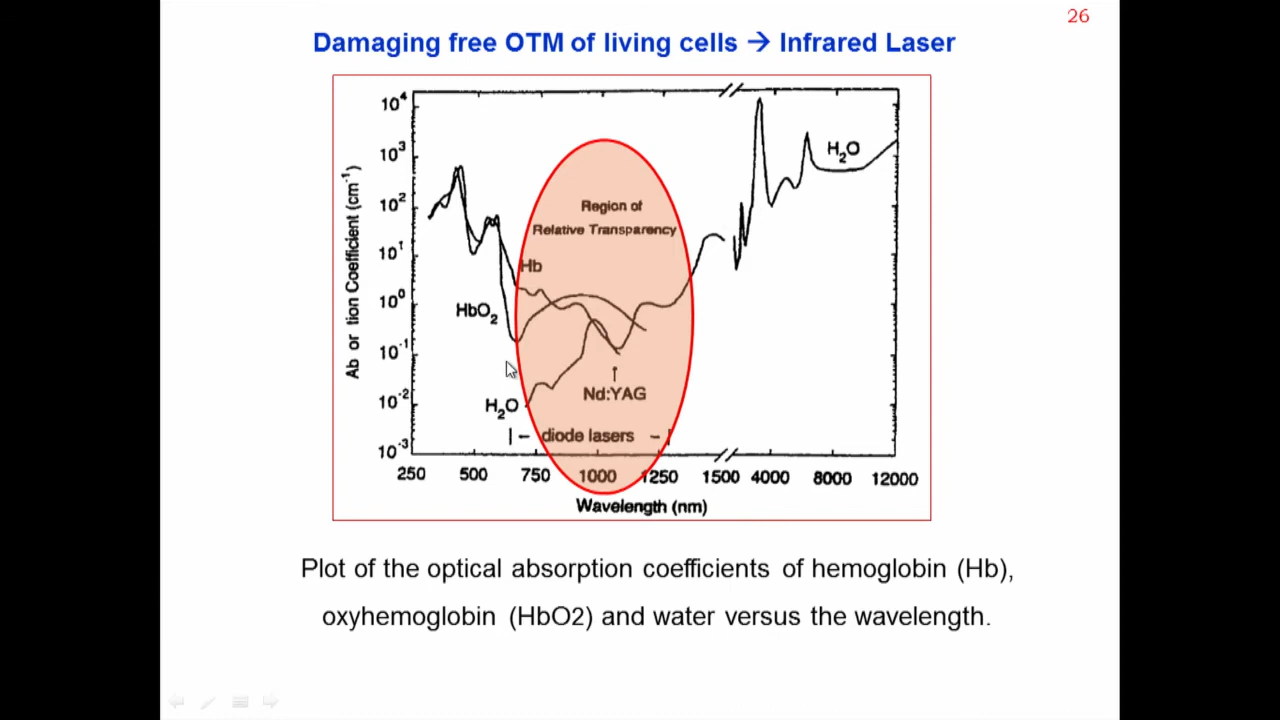 26
Damaging free OTM of living cells → Infrared Laser
10⁴
10³
10²
10¹
10⁰
10⁻¹
10⁻²
10⁻³
Ab or tion Coefficient (cm⁻¹)
H₂O
Region of
Relative Transparency
Hb
HbO₂
Nd:YAG
H₂O
|– diode lasers –|
250 500 750 1000 1250 1500 4000 8000 12000
Wavelength (nm)
Plot of the optical absorption coefficients of hemoglobin (Hb),
oxyhemoglobin (HbO2) and water versus the wavelength.